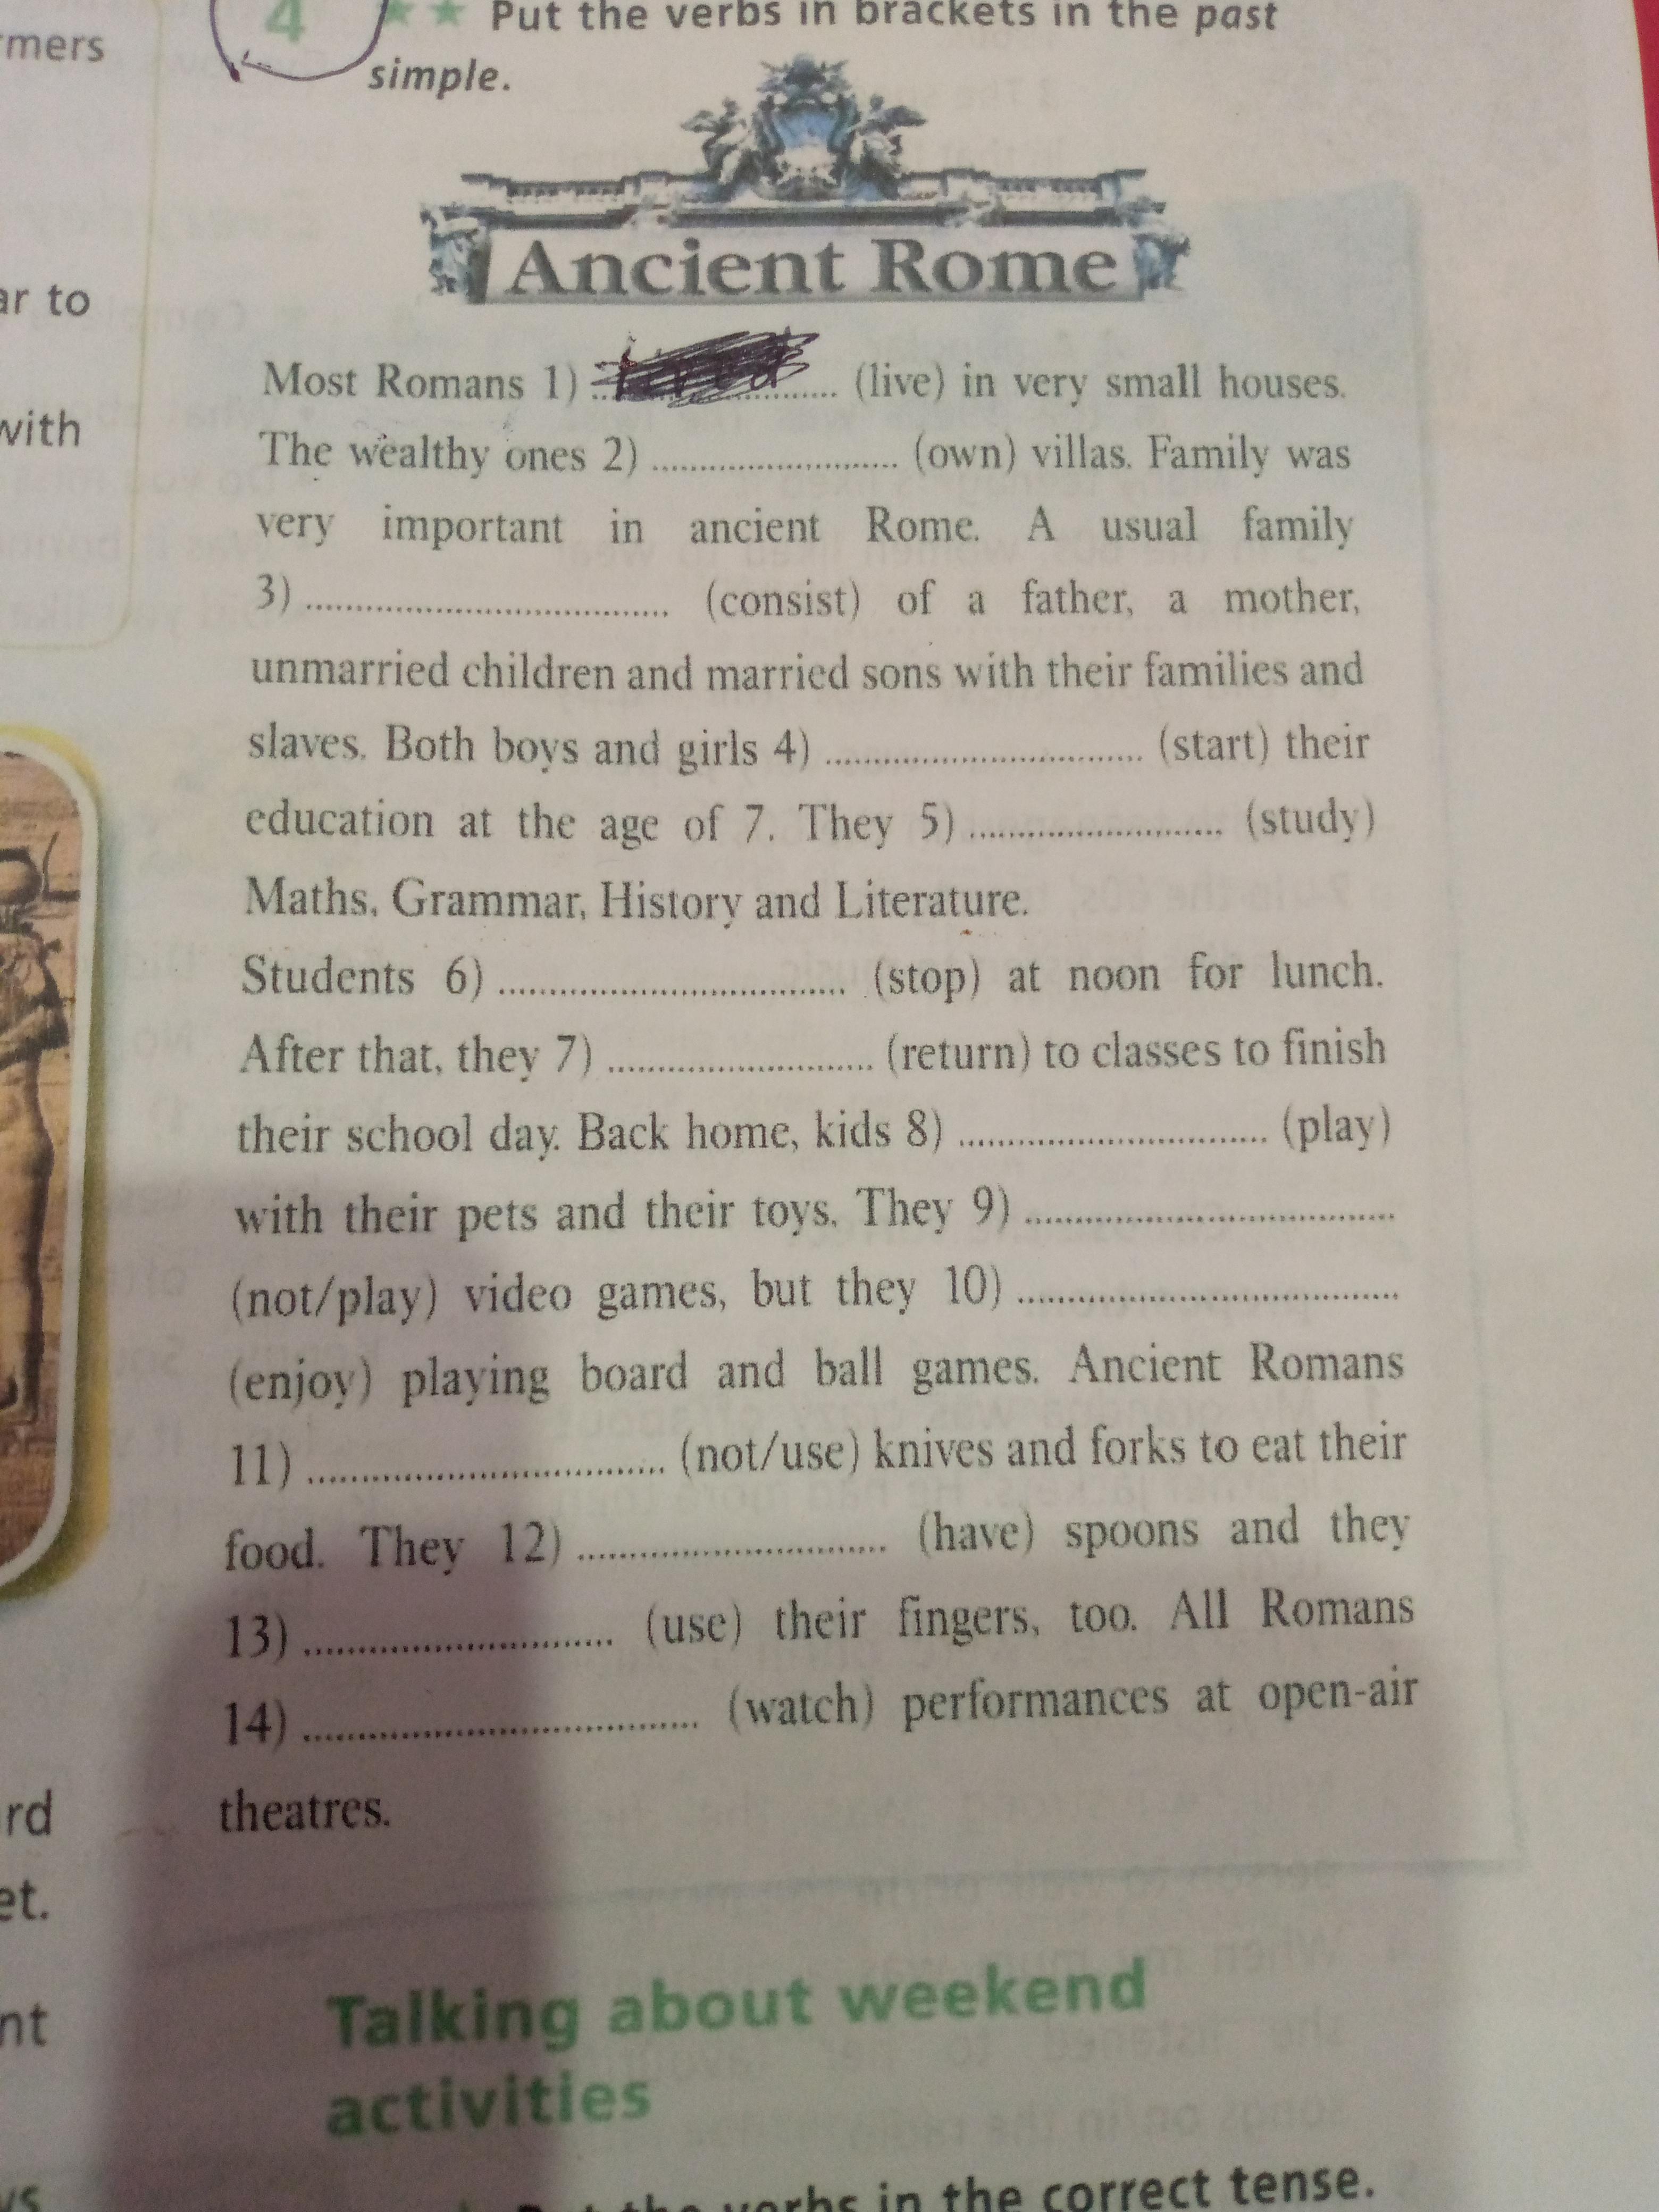 rmers
ar to
with
rd
et.
nt
ws
4 ★★ Put the verbs in brackets in the past
simple.
Ancient Rome
Most Romans 1) lived (live) in very small houses.
The wealthy ones 2) .......................... (own) villas. Family was
very important in ancient Rome. A usual family
3) .................................... (consist) of a father, a mother,
unmarried children and married sons with their families and
slaves. Both boys and girls 4) ................................ (start) their
education at the age of 7. They 5) .......................... (study)
Maths, Grammar, History and Literature.
Students 6) ................................... (stop) at noon for lunch.
After that, they 7) ........................... (return) to classes to finish
their school day. Back home, kids 8) ............................... (play)
with their pets and their toys. They 9) .....................................
(not/play) video games, but they 10) ......................................
(enjoy) playing board and ball games. Ancient Romans
11) .................................... (not/use) knives and forks to eat their
food. They 12) ............................... (have) spoons and they
13) ............................... (use) their fingers, too. All Romans
14) ........................................ (watch) performances at open-air
theatres.
Talking about weekend
activities
Put the verbs in the correct tense.